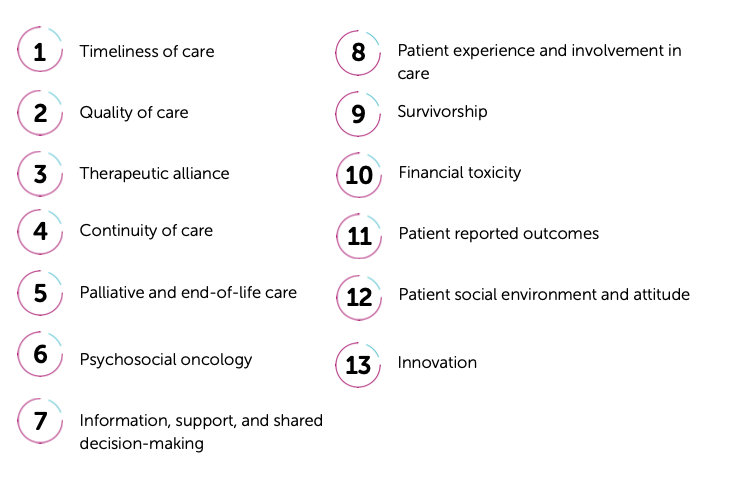 1
Timeliness of care
2
Quality of care
3
Therapeutic alliance
4
Continuity of care
5
Palliative and end-of-life care
6
Psychosocial oncology
7
Information, support, and shared
decision-making
8
Patient experience and involvement in
care
9
Survivorship
10
Financial toxicity
11
Patient reported outcomes
12
Patient social environment and attitude
13
Innovation